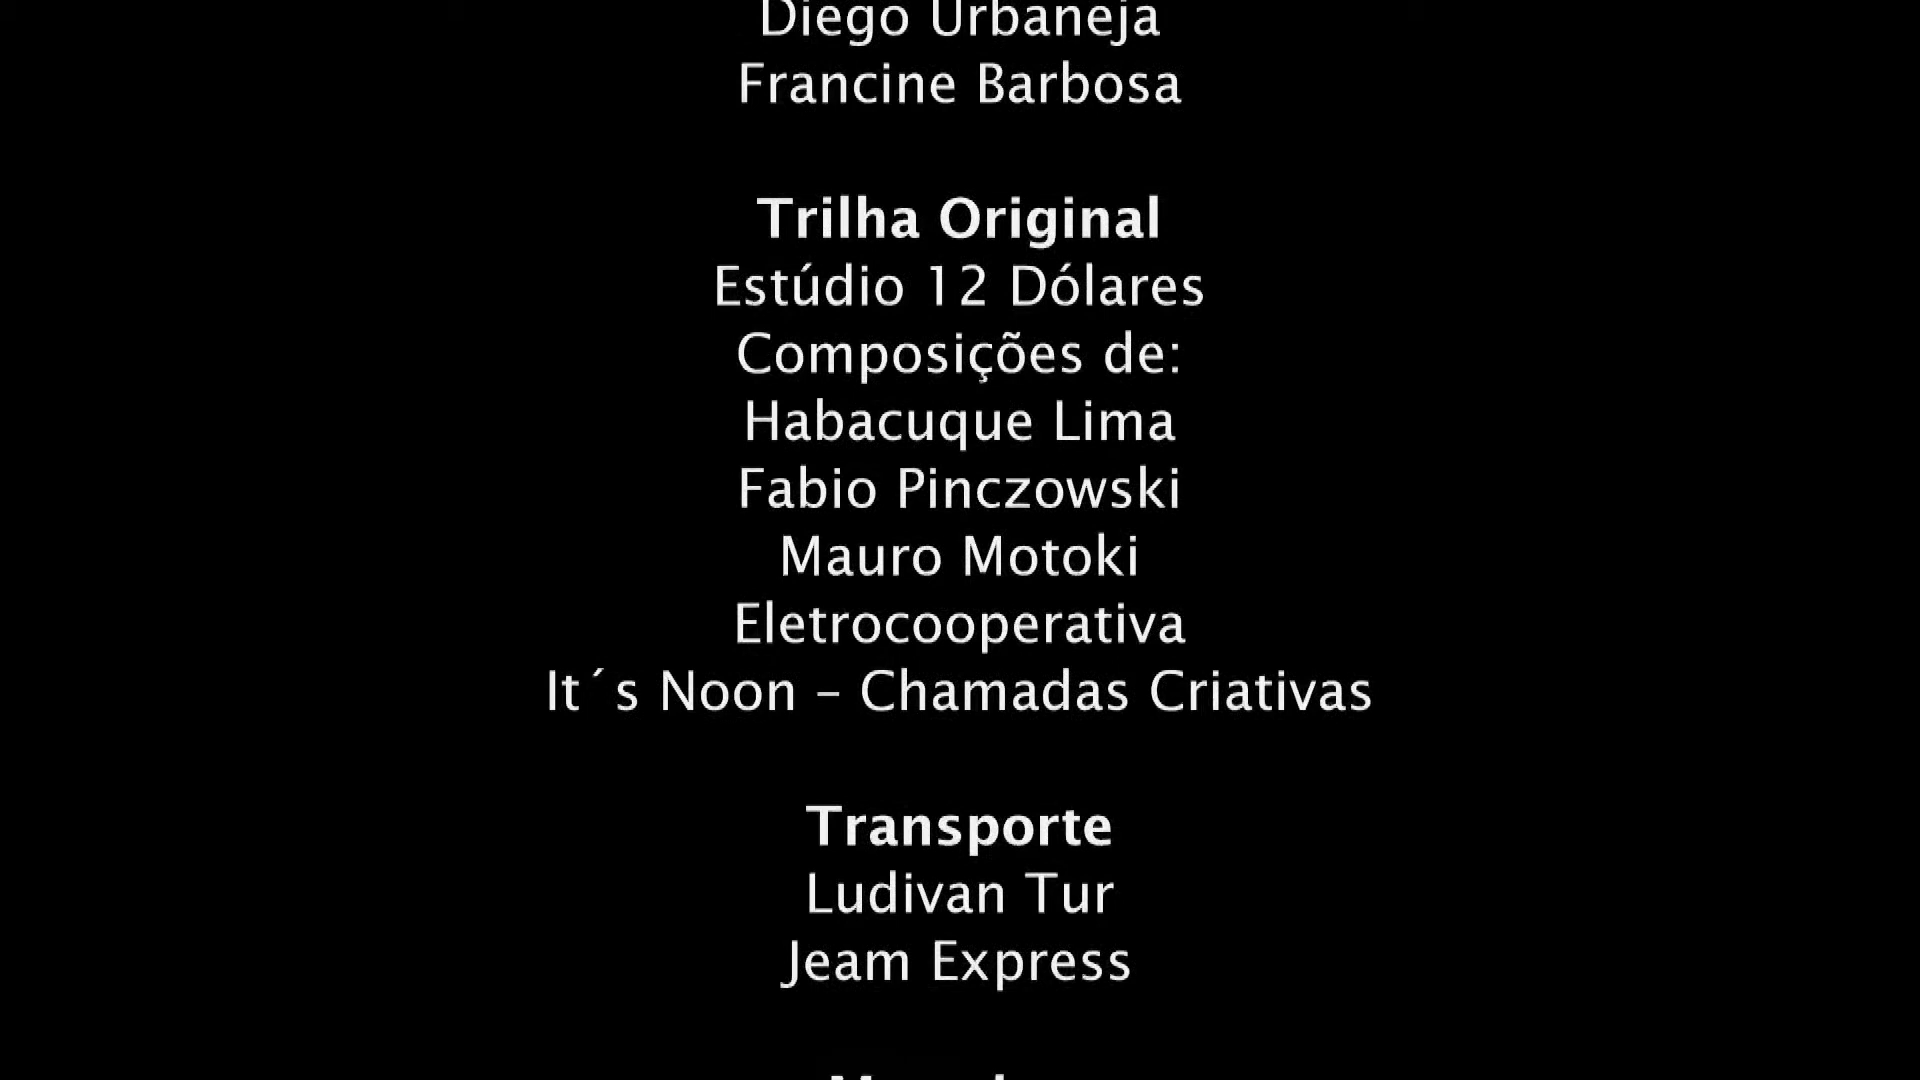 Diego Urbaneja
Francine Barbosa
Trilha Original
Estúdio 12 Dólares
Composições de:
Habacuque Lima
Fabio Pinczowski
Mauro Motoki
Eletrocooperativa
It´s Noon – Chamadas Criativas
Transporte
Ludivan Tur
Jeam Express